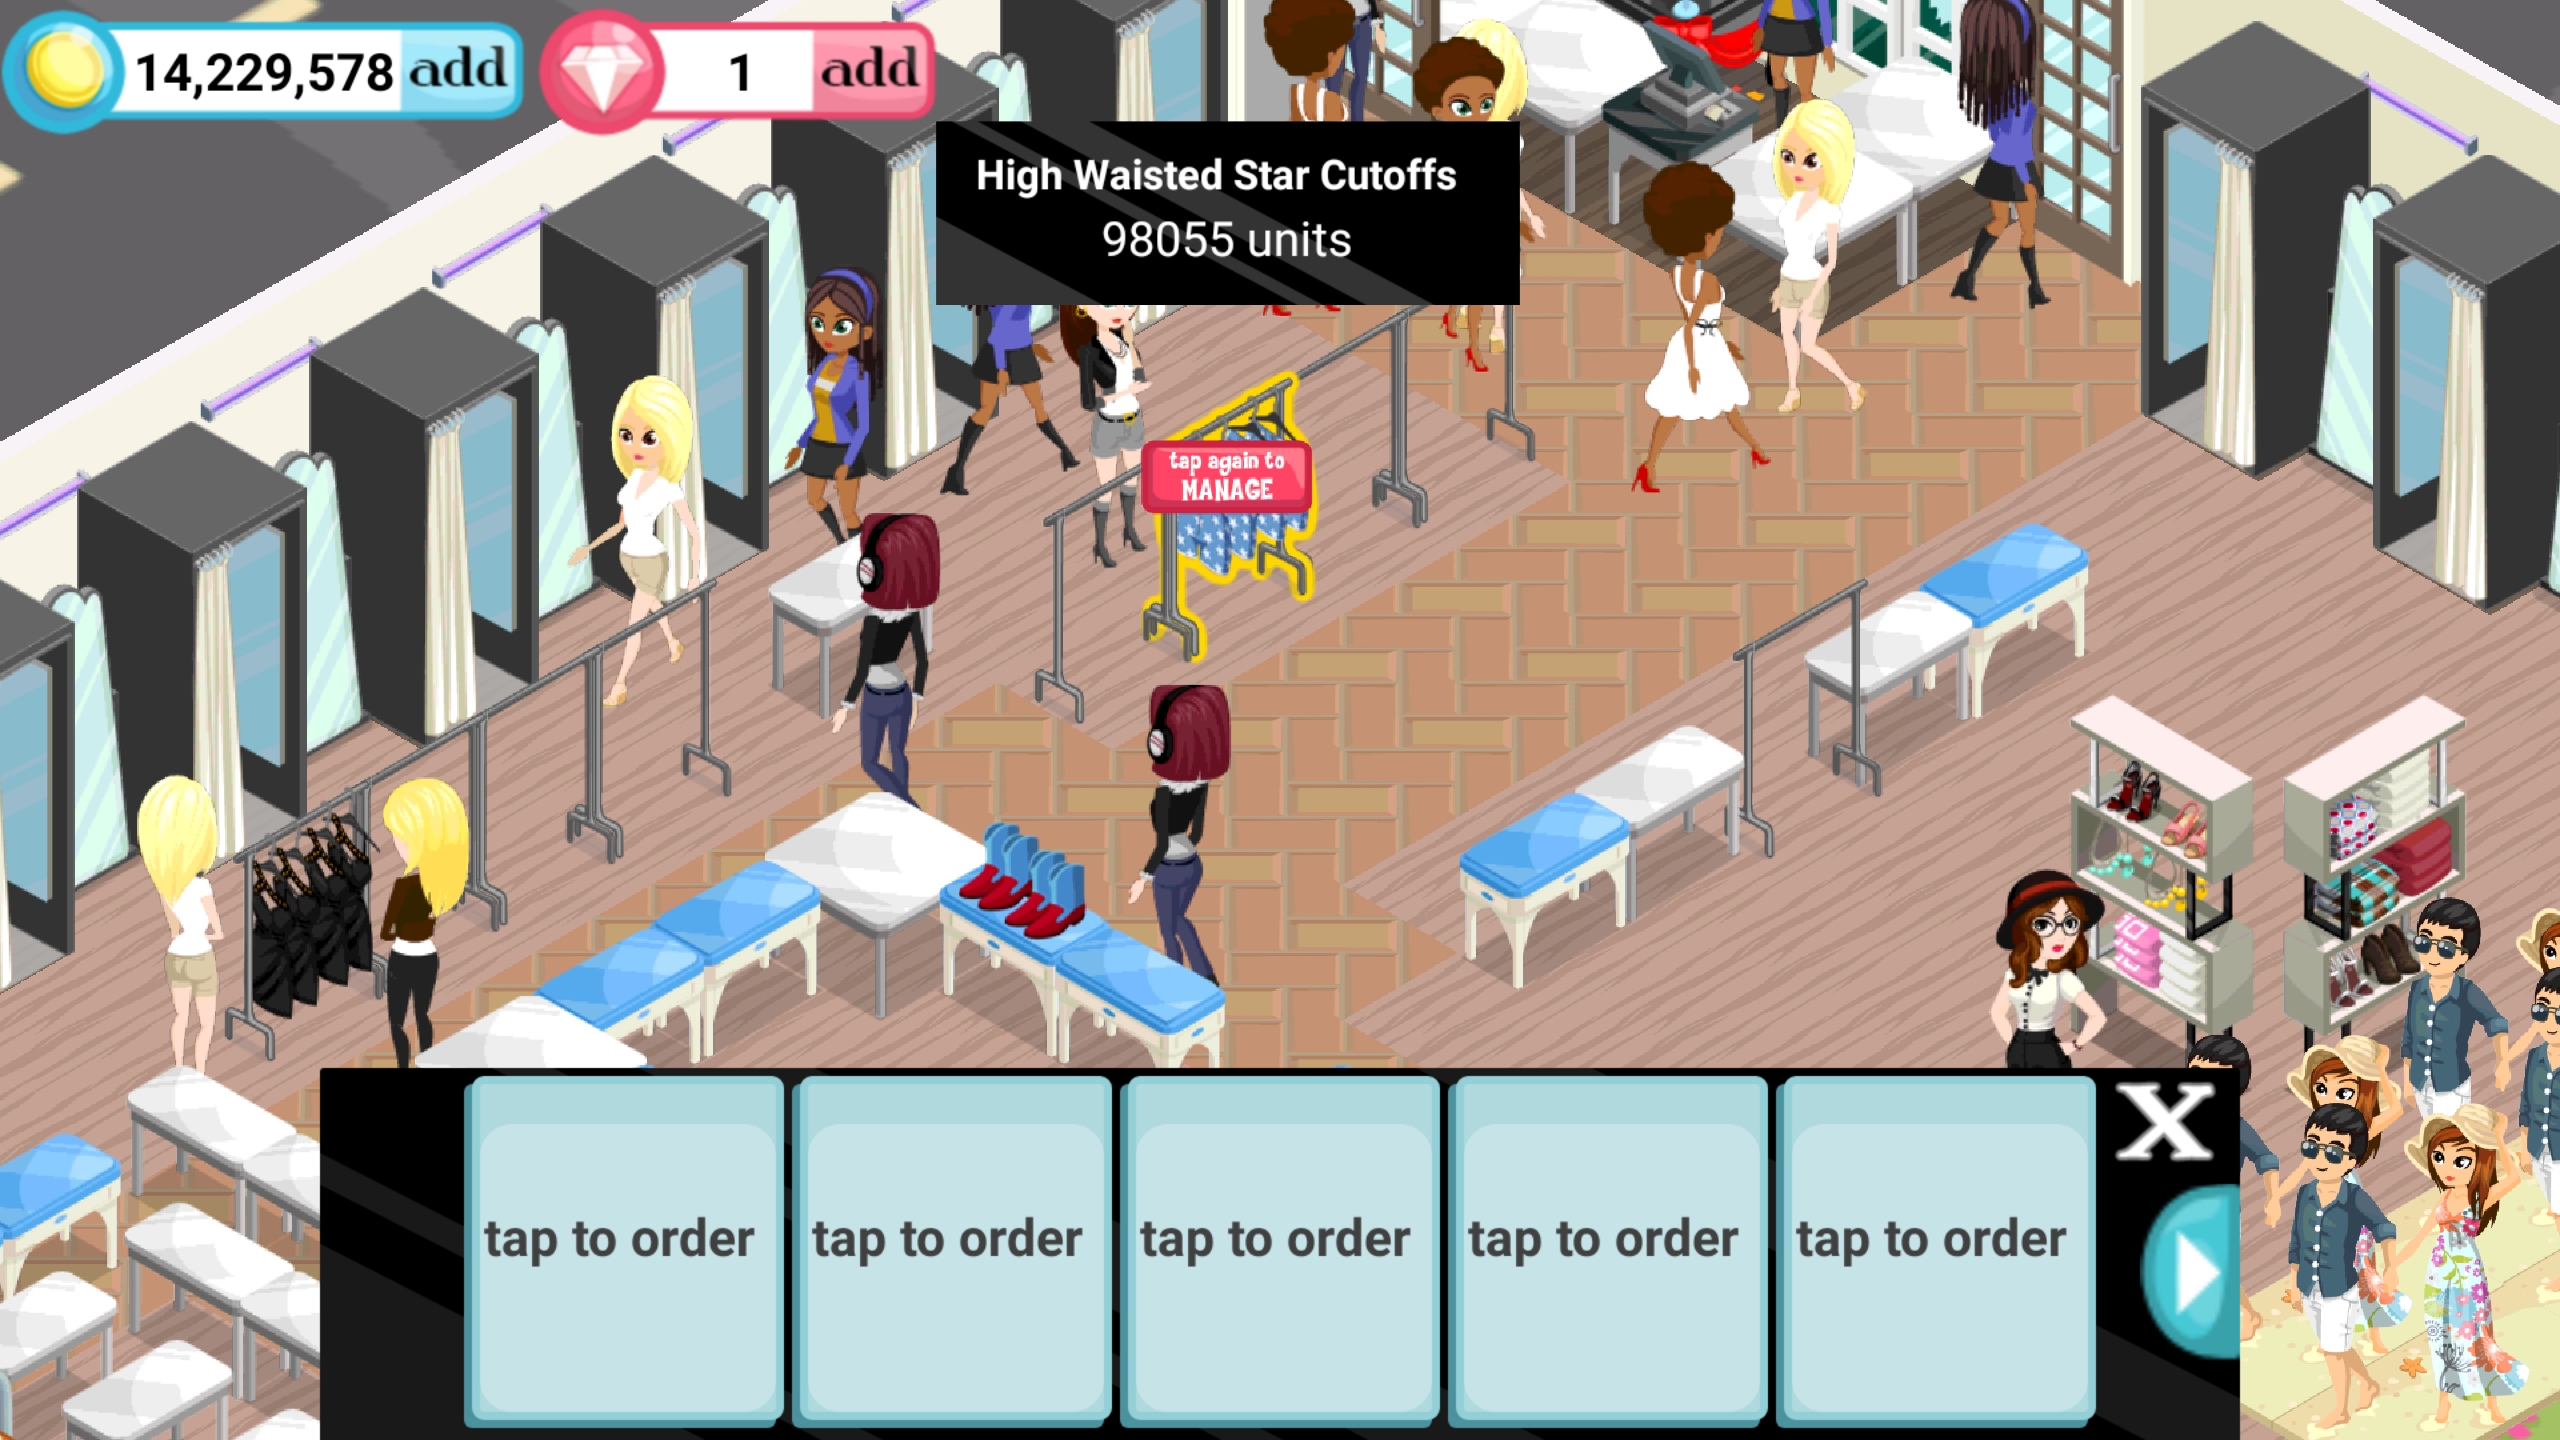 14,229,578 add
1 add
High Waisted Star Cutoffs
98055 units
tap again to
MANAGE
tap to order
tap to order
tap to order
tap to order
tap to order
X